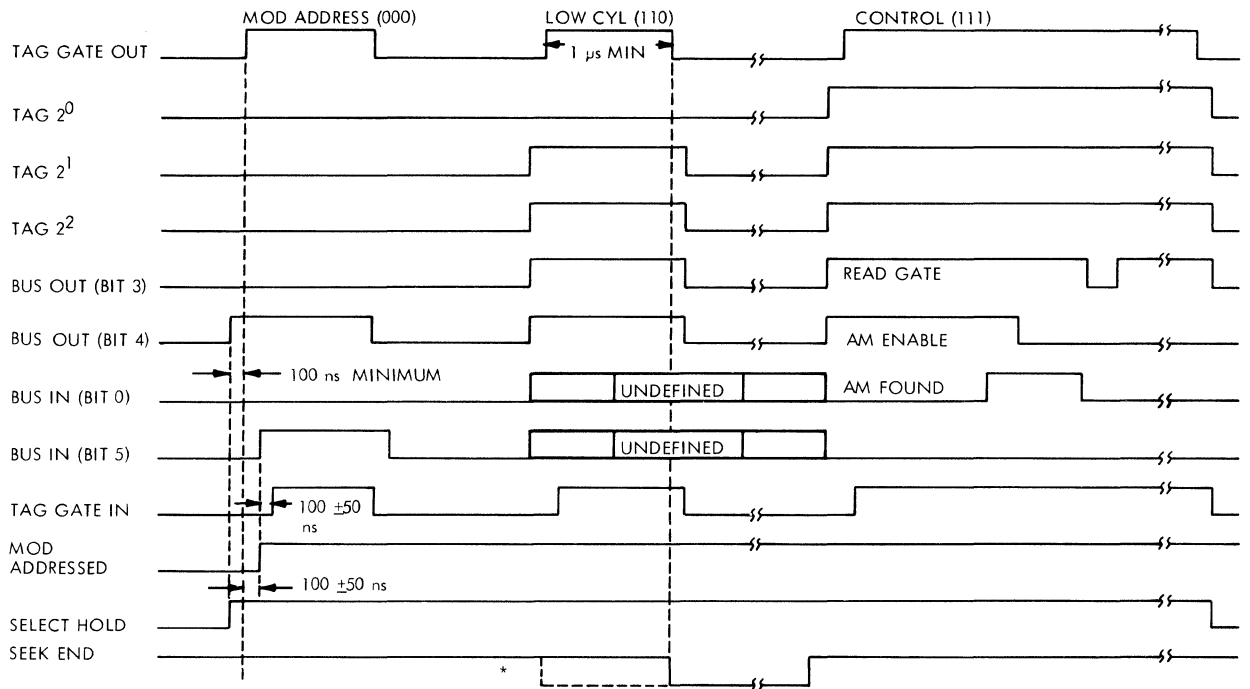 MOD ADDRESS (000) LOW CYL (110) CONTROL (111)
TAG GATE OUT
1 µs MIN
TAG 2⁰
TAG 2¹
TAG 2²
BUS OUT (BIT 3)
READ GATE
BUS OUT (BIT 4)
AM ENABLE
100 ns MINIMUM
BUS IN (BIT 0)
UNDEFINED
AM FOUND
BUS IN (BIT 5)
UNDEFINED
TAG GATE IN
100 ±50
ns
MOD
ADDRESSED
100 ±50 ns
SELECT HOLD
SEEK END
*